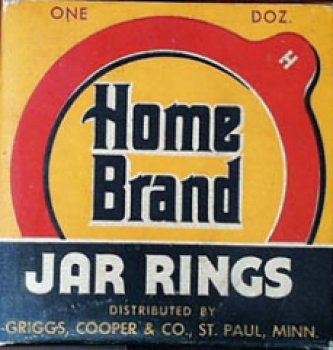 ONE DOZ.
H
Home
Brand
JAR RINGS
DISTRIBUTED BY
GRIGGS, COOPER & CO., ST. PAUL, MINN.